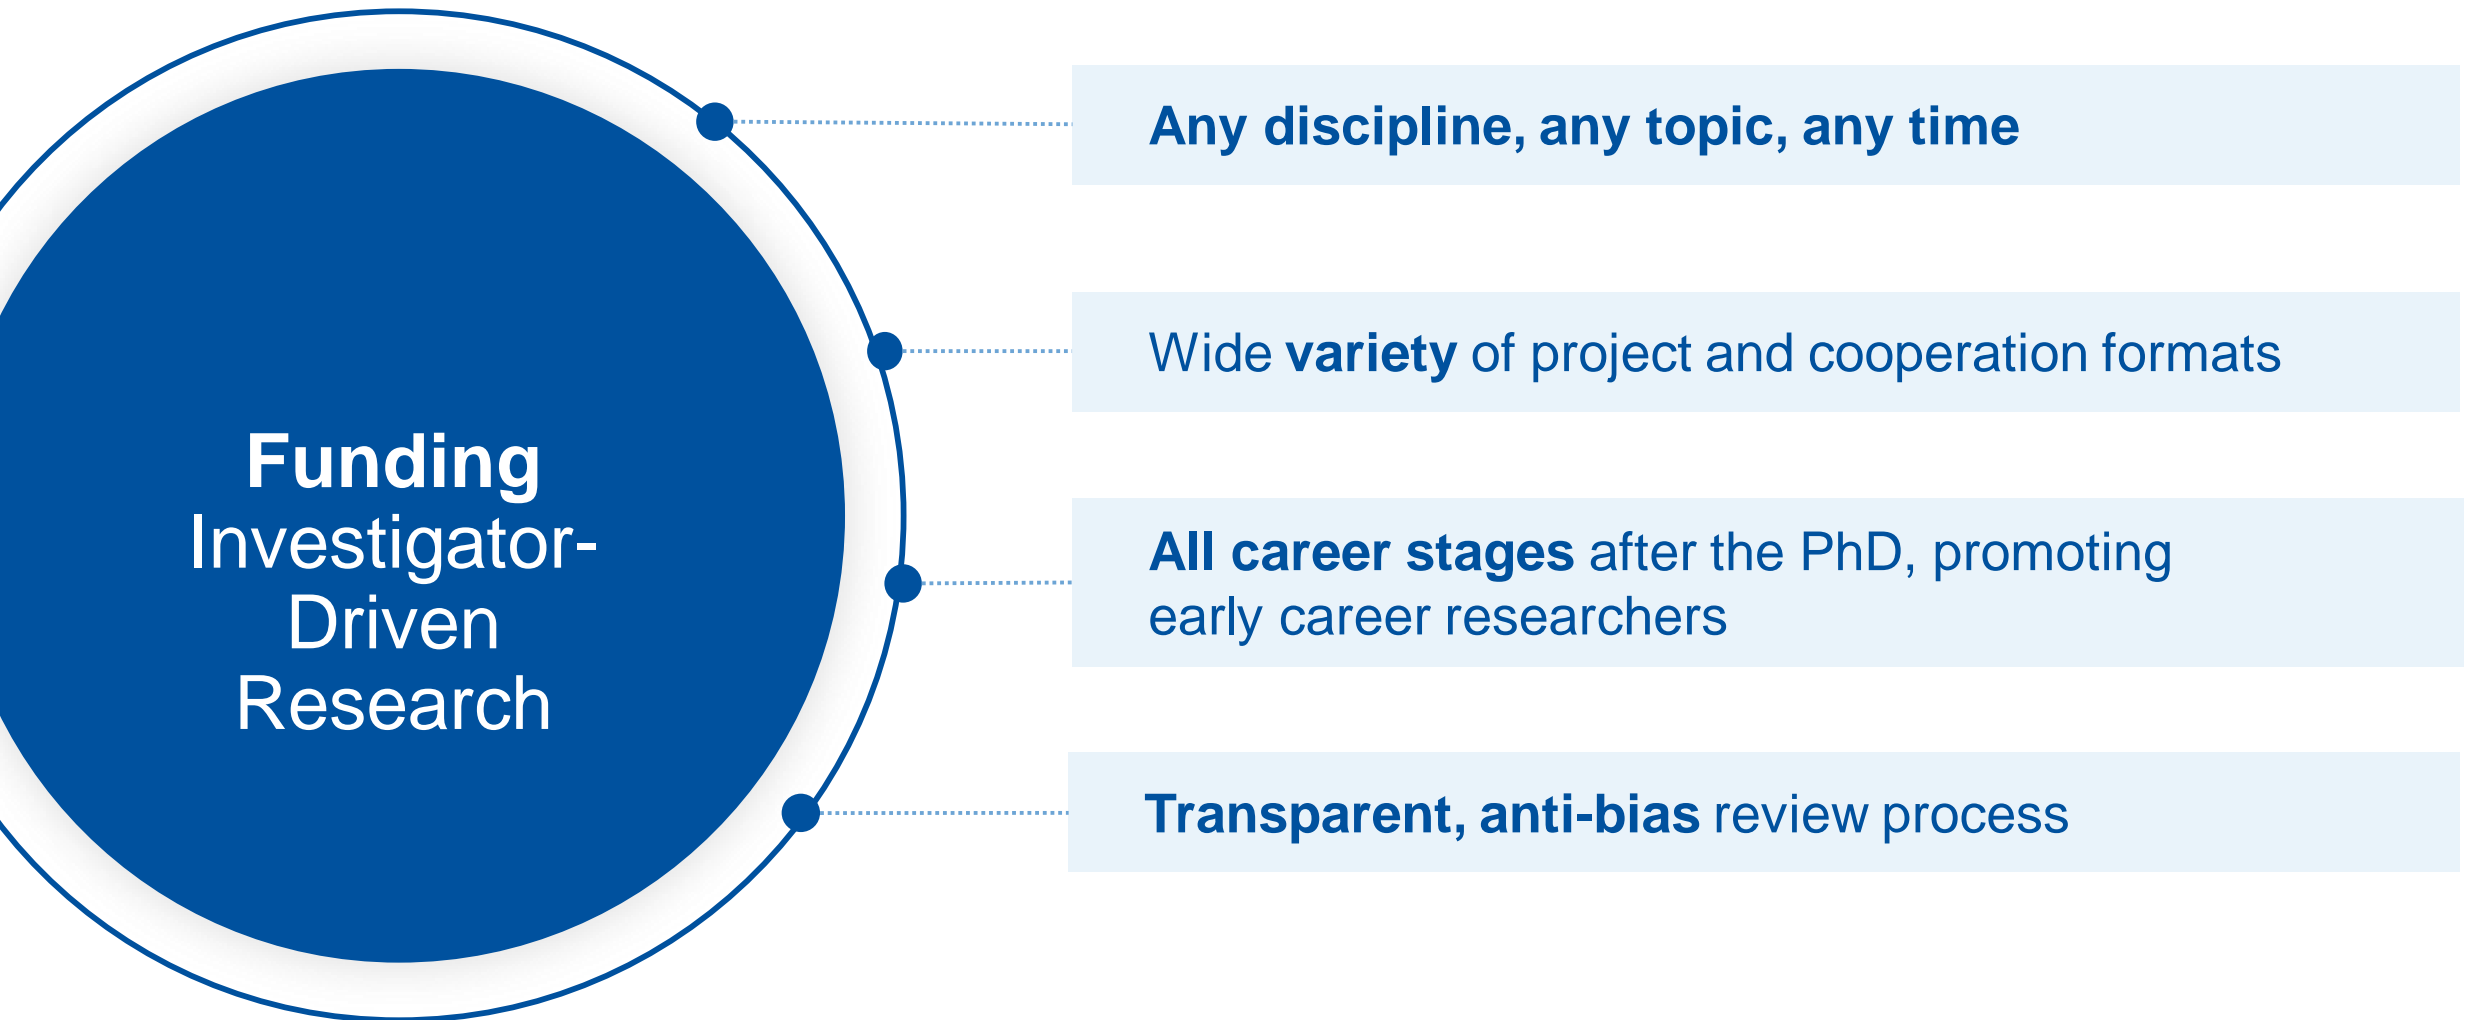 Funding
Investigator-
Driven
Research
Any discipline, any topic, any time
Wide variety of project and cooperation formats
All career stages after the PhD, promoting
early career researchers
Transparent, anti-bias review process